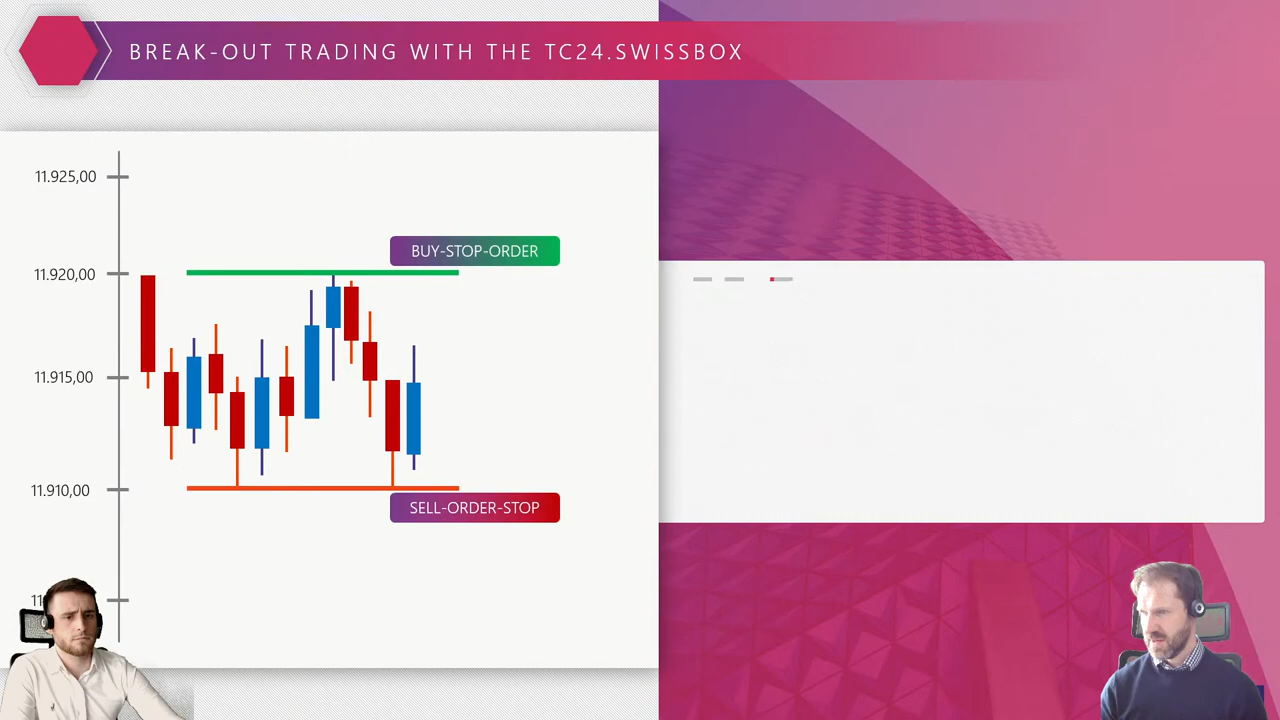 BREAK-OUT TRADING WITH THE TC24.SWISSBOX
11.925,00
BUY-STOP-ORDER
11.920,00
11.915,00
11.910,00
SELL-ORDER-STOP